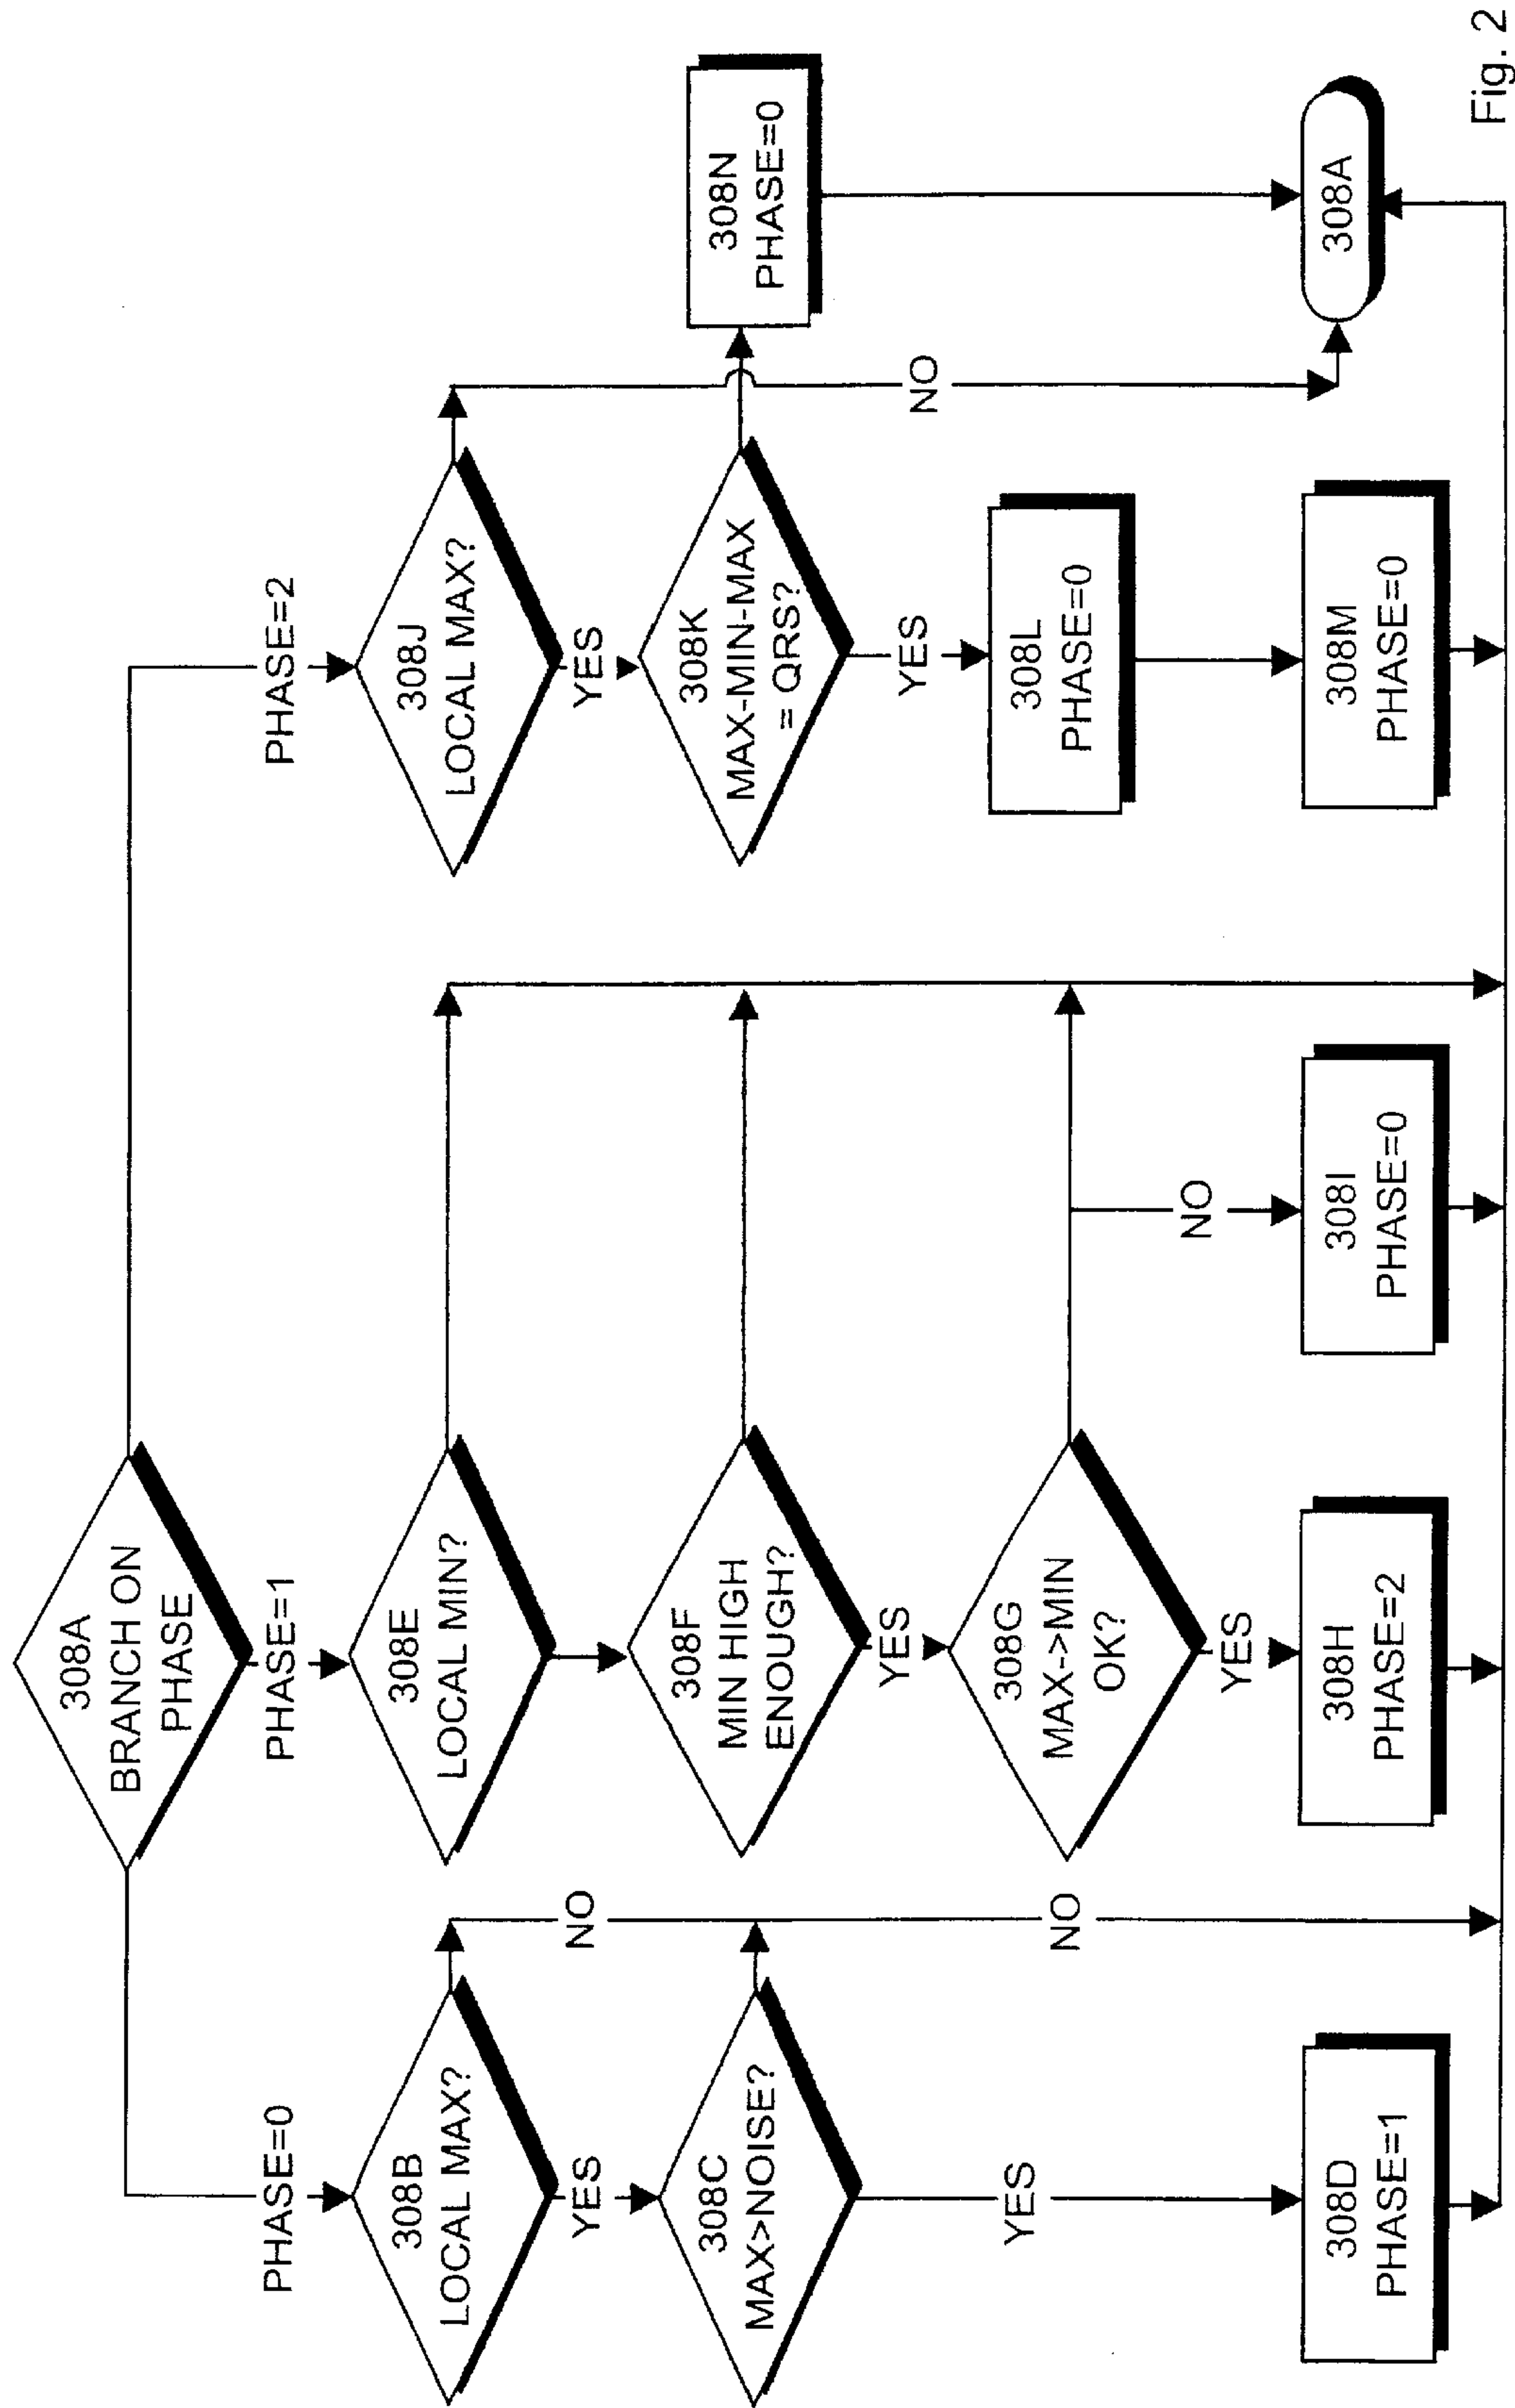 308A
BRANCH ON
PHASE
PHASE=0
PHASE=1
PHASE=2
308B
LOCAL MAX?
NO
YES
308C
MAX>NOISE?
NO
YES
308D
PHASE=1
308E
LOCAL MIN?
308F
MIN HIGH
ENOUGH?
YES
308G
MAX->MIN
OK?
YES
NO
308H
PHASE=2
308I
PHASE=0
308J
LOCAL MAX?
YES
NO
308K
MAX-MIN-MAX
= QRS?
YES
308L
PHASE=0
308M
PHASE=0
308N
PHASE=0
308A
Fig. 2